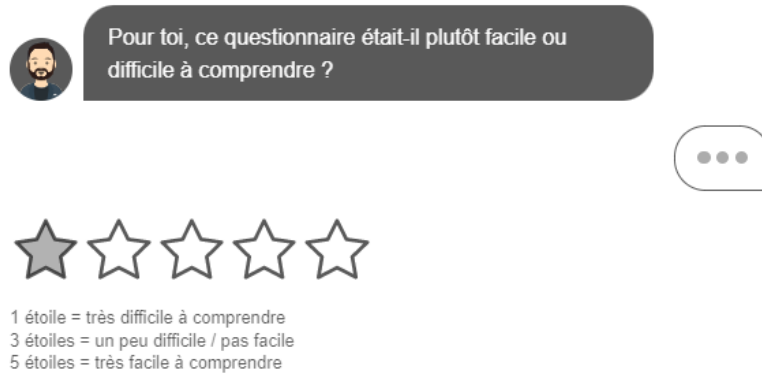 Pour toi, ce questionnaire était-il plutôt facile ou
difficile à comprendre ?
1 étoile = très difficile à comprendre
3 étoiles = un peu difficile / pas facile
5 étoiles = très facile à comprendre